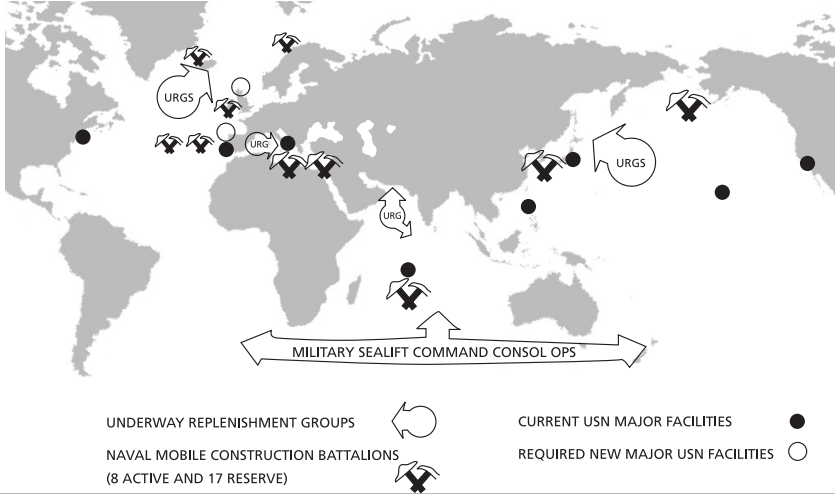 URGS
URG
URGS
URG
MILITARY SEALIFT COMMAND CONSOL OPS
UNDERWAY REPLENISHMENT GROUPS
CURRENT USN MAJOR FACILITIES
NAVAL MOBILE CONSTRUCTION BATTALIONS
(8 ACTIVE AND 17 RESERVE)
REQUIRED NEW MAJOR USN FACILITIES